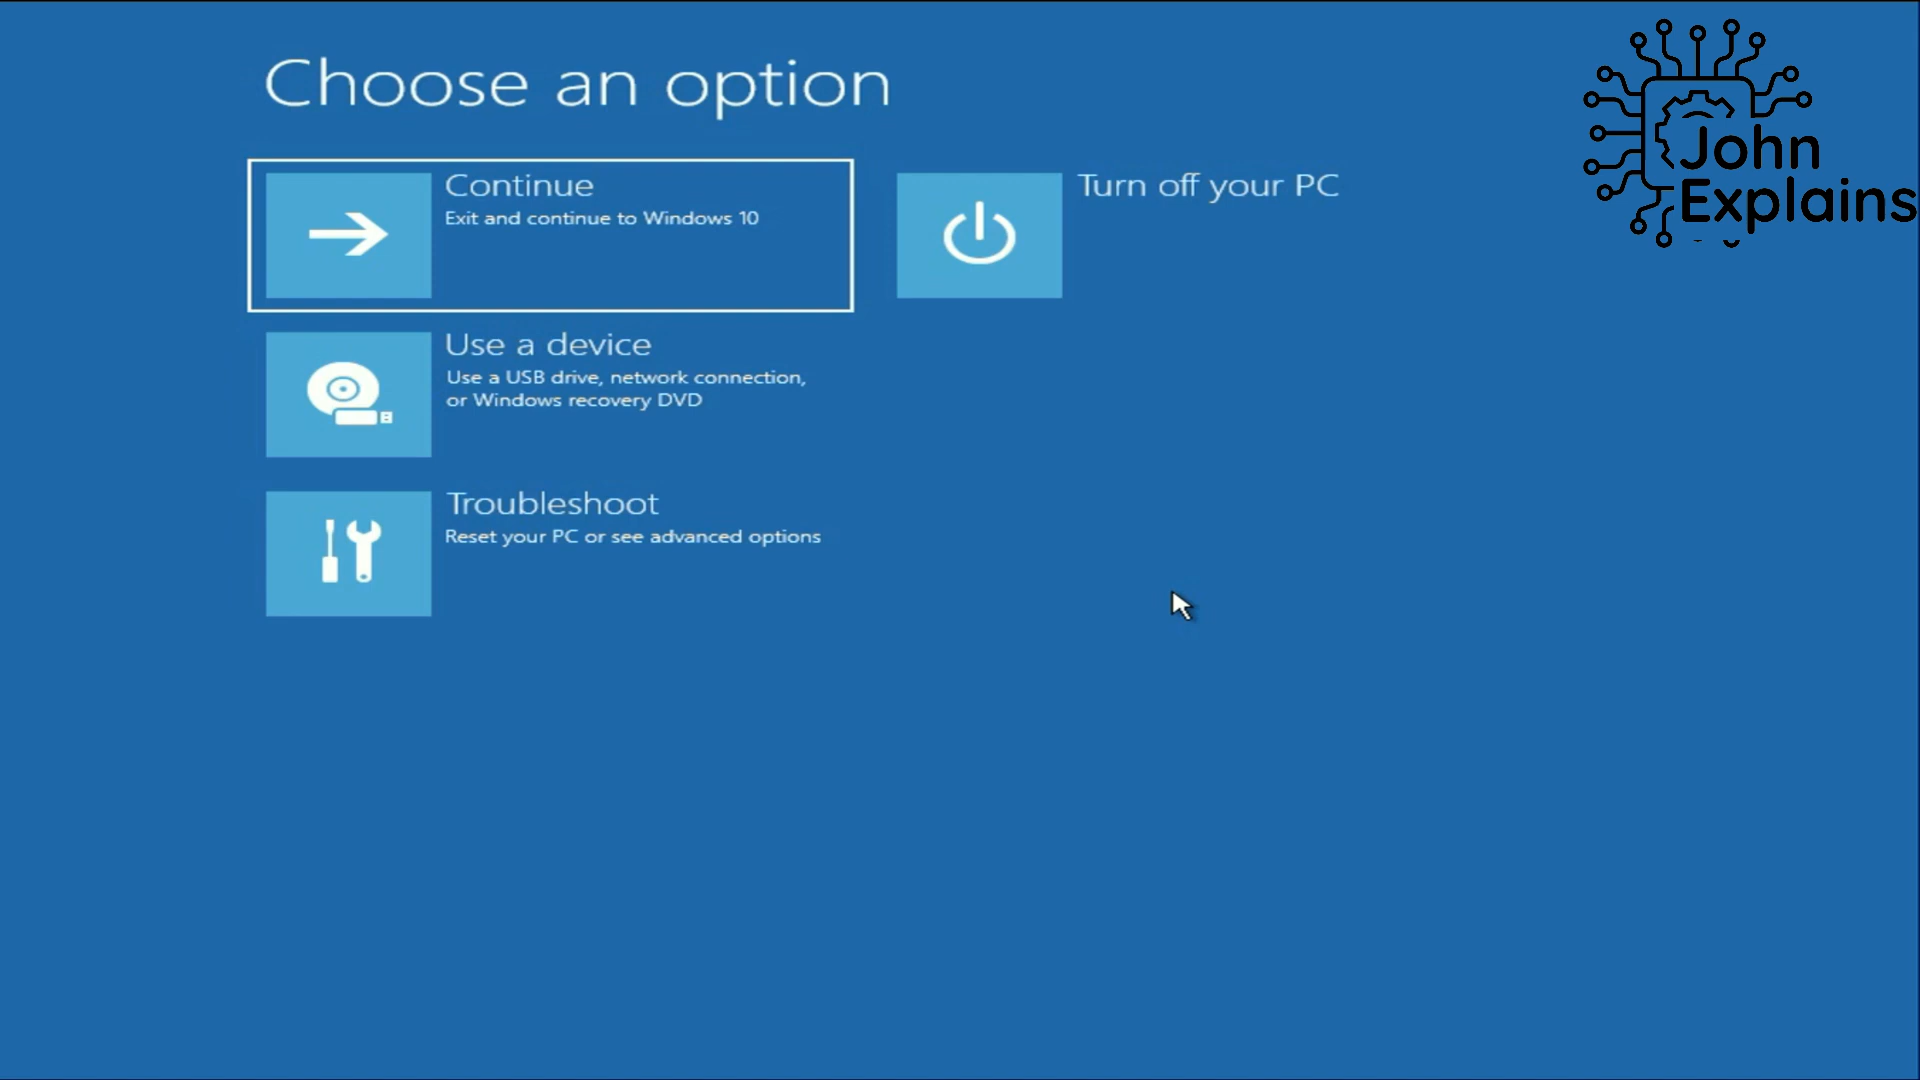 Choose an option
Continue
Exit and continue to Windows 10
Turn off your PC
Use a device
Use a USB drive, network connection,
or Windows recovery DVD
Troubleshoot
Reset your PC or see advanced options
John
Explains